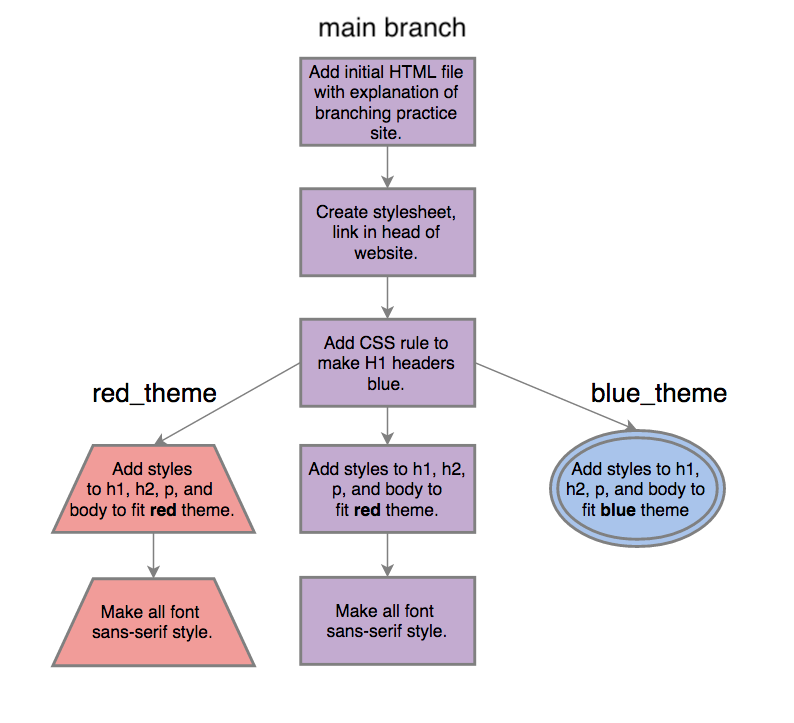 main branch
Add initial HTML file
with explanation of
branching practice
site.
Create stylesheet,
link in head of
website.
Add CSS rule to
make H1 headers
blue.
red_theme
blue_theme
Add styles
to h1, h2, p, and
body to fit red theme.
Add styles to h1, h2,
p, and body to
fit red theme.
Add styles to h1,
h2, p, and body to
fit blue theme
Make all font
sans-serif style.
Make all font
sans-serif style.